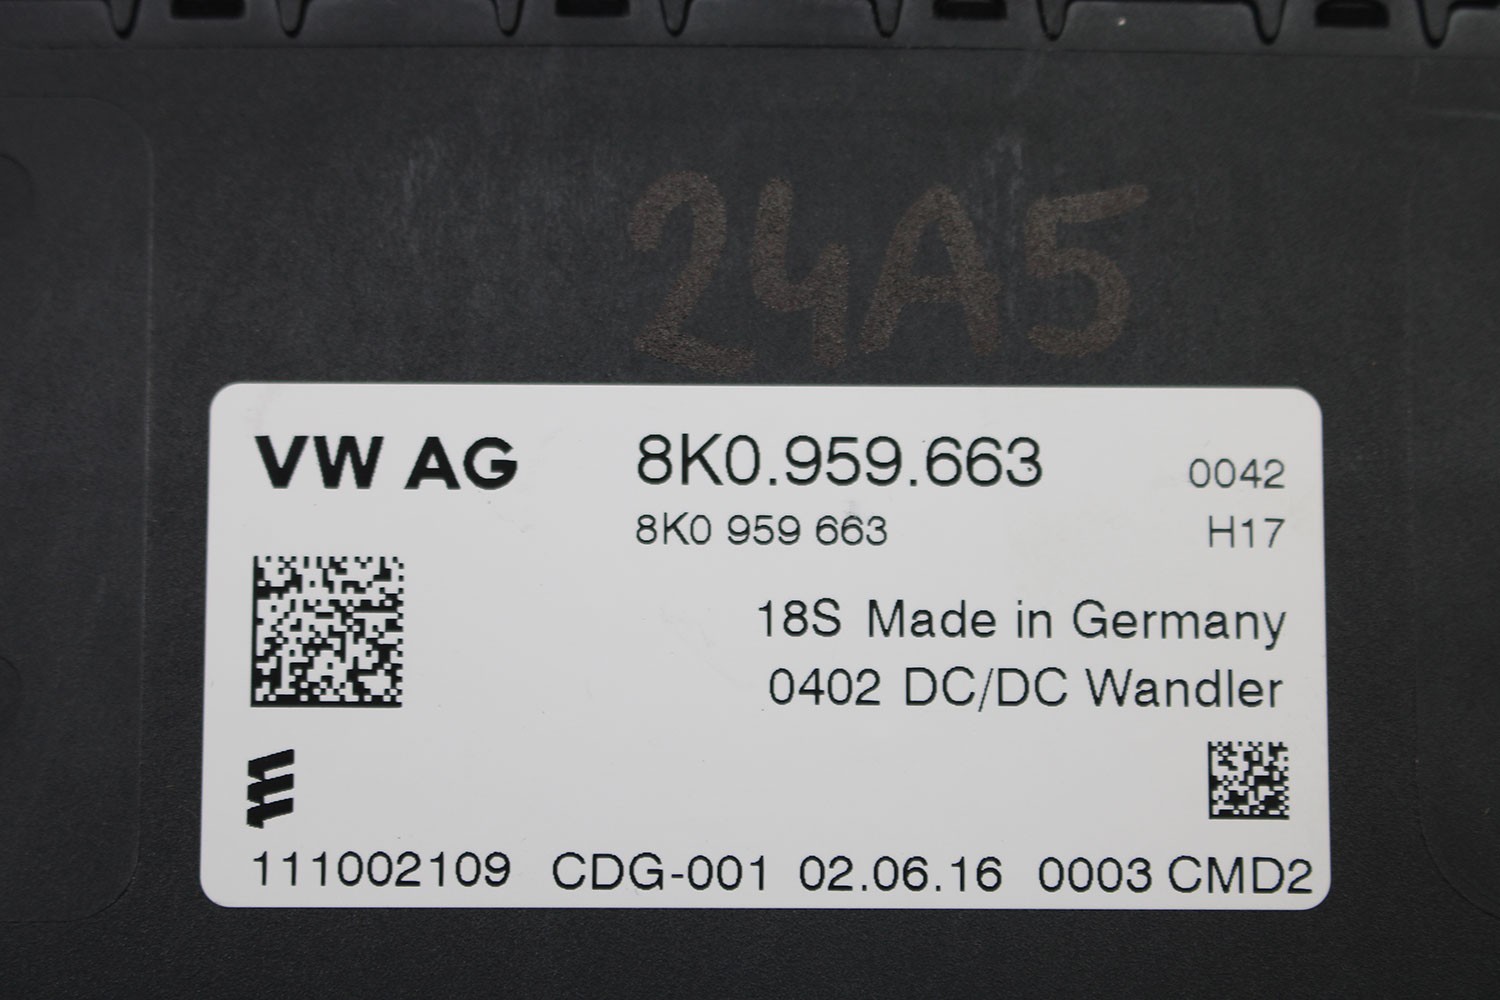 24A5
VW AG 8K0.959.663 0042
8K0 959 663 H17
18S Made in Germany
0402 DC/DC Wandler
111002109 CDG-001 02.06.16 0003 CMD2